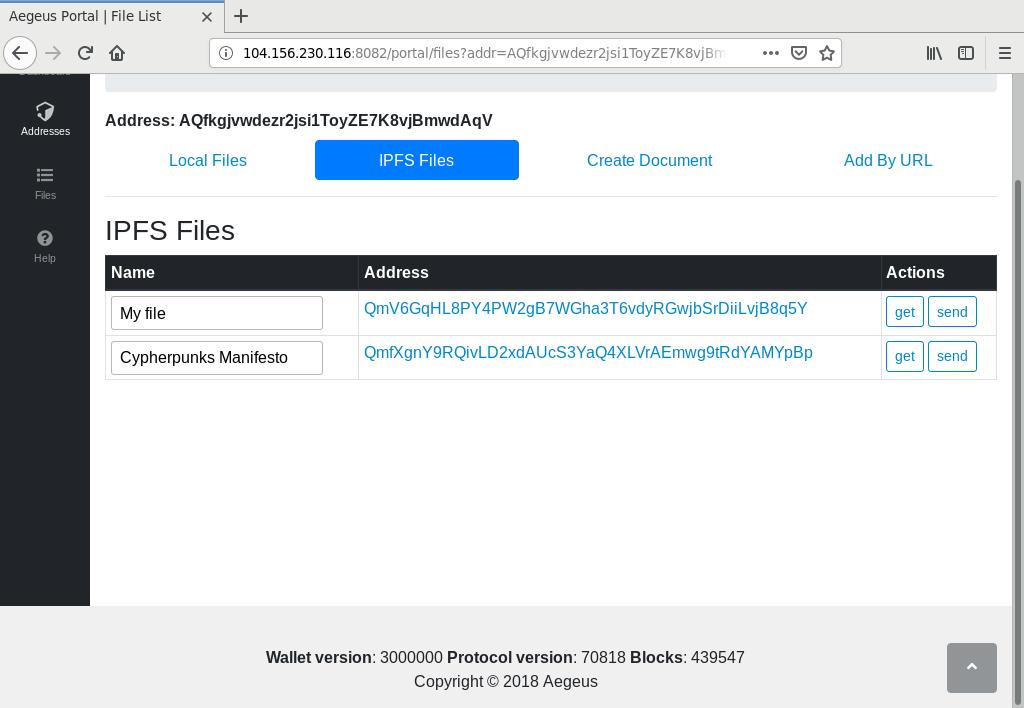 Aegeus Portal | File List
104.156.230.116:8082/portal/files?addr=AQfkgjvwdezr2jsi1ToyZE7K8vjBm
Addresses
Files
Help
Address: AQfkgjvwdezr2jsi1ToyZE7K8vjBmwdAqV
Local Files IPFS Files Create Document Add By URL
IPFS Files
Name Address Actions
My file QmV6GqHL8PY4PW2gB7WGha3T6vdyRGwjbSrDiiLvjB8q5Y get send
Cypherpunks Manifesto QmfXgnY9RQivLD2xdAUcS3YaQ4XLVrAEmwg9tRdYAMYpBp get send
Wallet version: 3000000 Protocol version: 70818 Blocks: 439547
Copyright © 2018 Aegeus